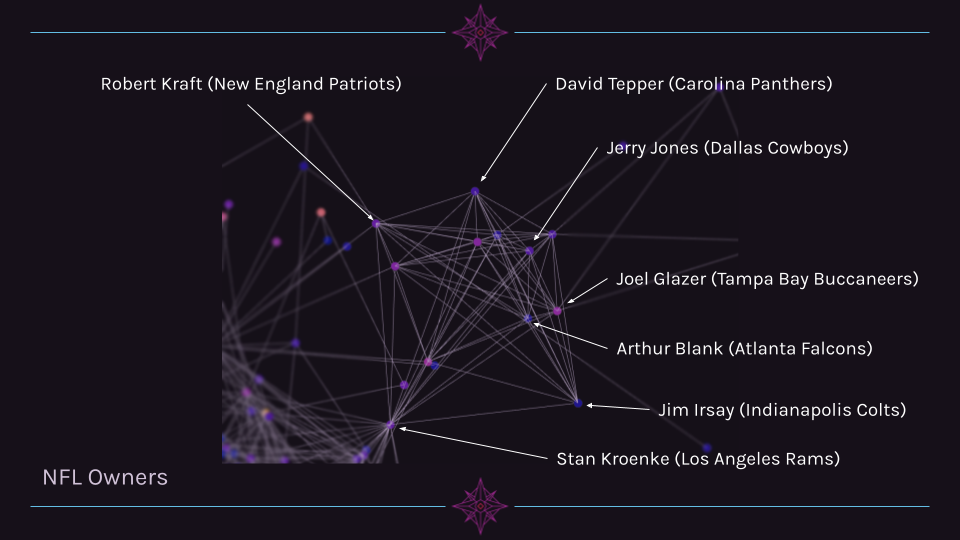 Robert Kraft (New England Patriots)
David Tepper (Carolina Panthers)
Jerry Jones (Dallas Cowboys)
Joel Glazer (Tampa Bay Buccaneers)
Arthur Blank (Atlanta Falcons)
Jim Irsay (Indianapolis Colts)
Stan Kroenke (Los Angeles Rams)
NFL Owners